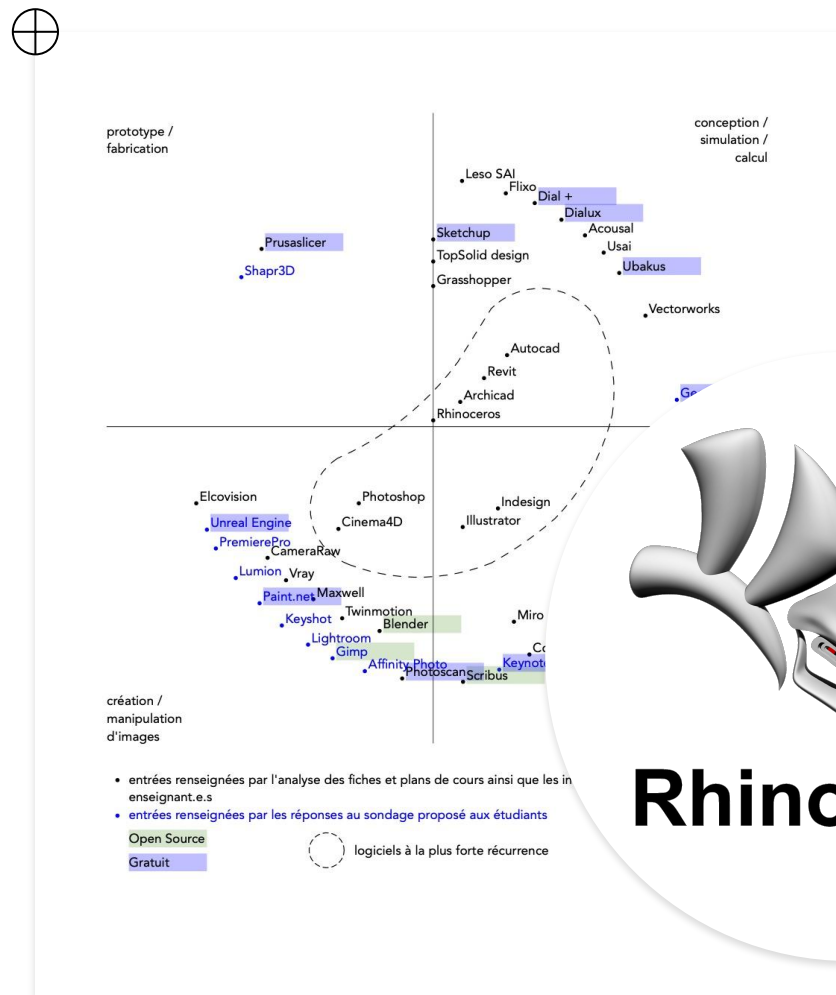 prototype /
fabrication
conception /
simulation /
calcul
Leso SAI
Flixo
Dial +
Dialux
Acousal
Usai
Ubakus
Vectorworks
Prusaslicer
Shapr3D
Sketchup
TopSolid design
Grasshopper
Autocad
Revit
Archicad
Rhinoceros
Ge
Elcovision
Unreal Engine
PremierePro
CameraRaw
Lumion
Vray
Paint.net
Maxwell
Keyshot
Twinmotion
Blender
Lightroom
Gimp
Affinity Photo
Photoscan
Scribus
Photoshop
Cinema4D
Indesign
Illustrator
Miro
Keynote
création /
manipulation
d'images
entrées renseignées par l'analyse des fiches et plans de cours ainsi que les in
enseignant.e.s
entrées renseignées par les réponses au sondage proposé aux étudiants
Open Source
Gratuit
logiciels à la plus forte récurrence
Rhino